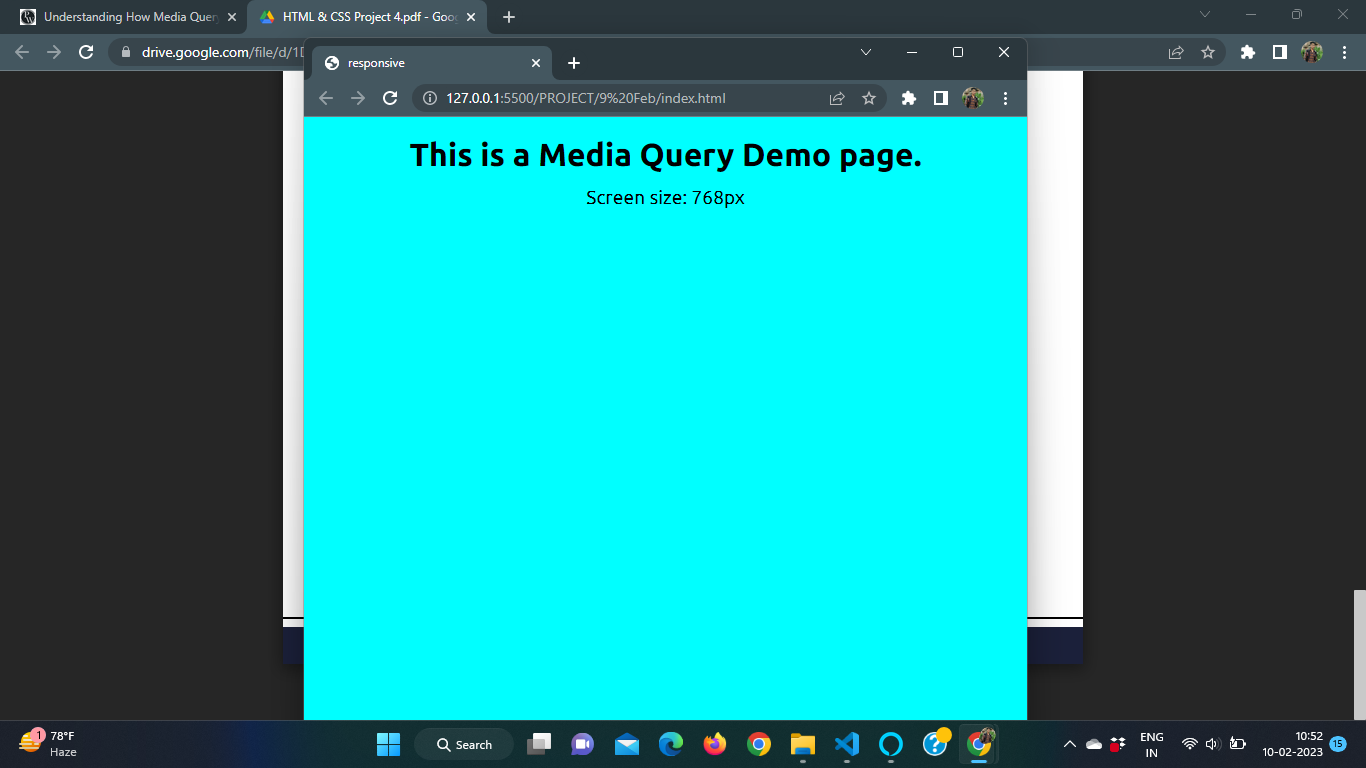 Understanding How Media Quer
HTML & CSS Project 4.pdf - Goo
drive.google.com/file/d/1D
responsive
127.0.0.1:5500/PROJECT/9%20Feb/index.html
This is a Media Query Demo page.
Screen size: 768px
1
78°F
Haze
Search
ENG
IN
10:52
10-02-2023
15